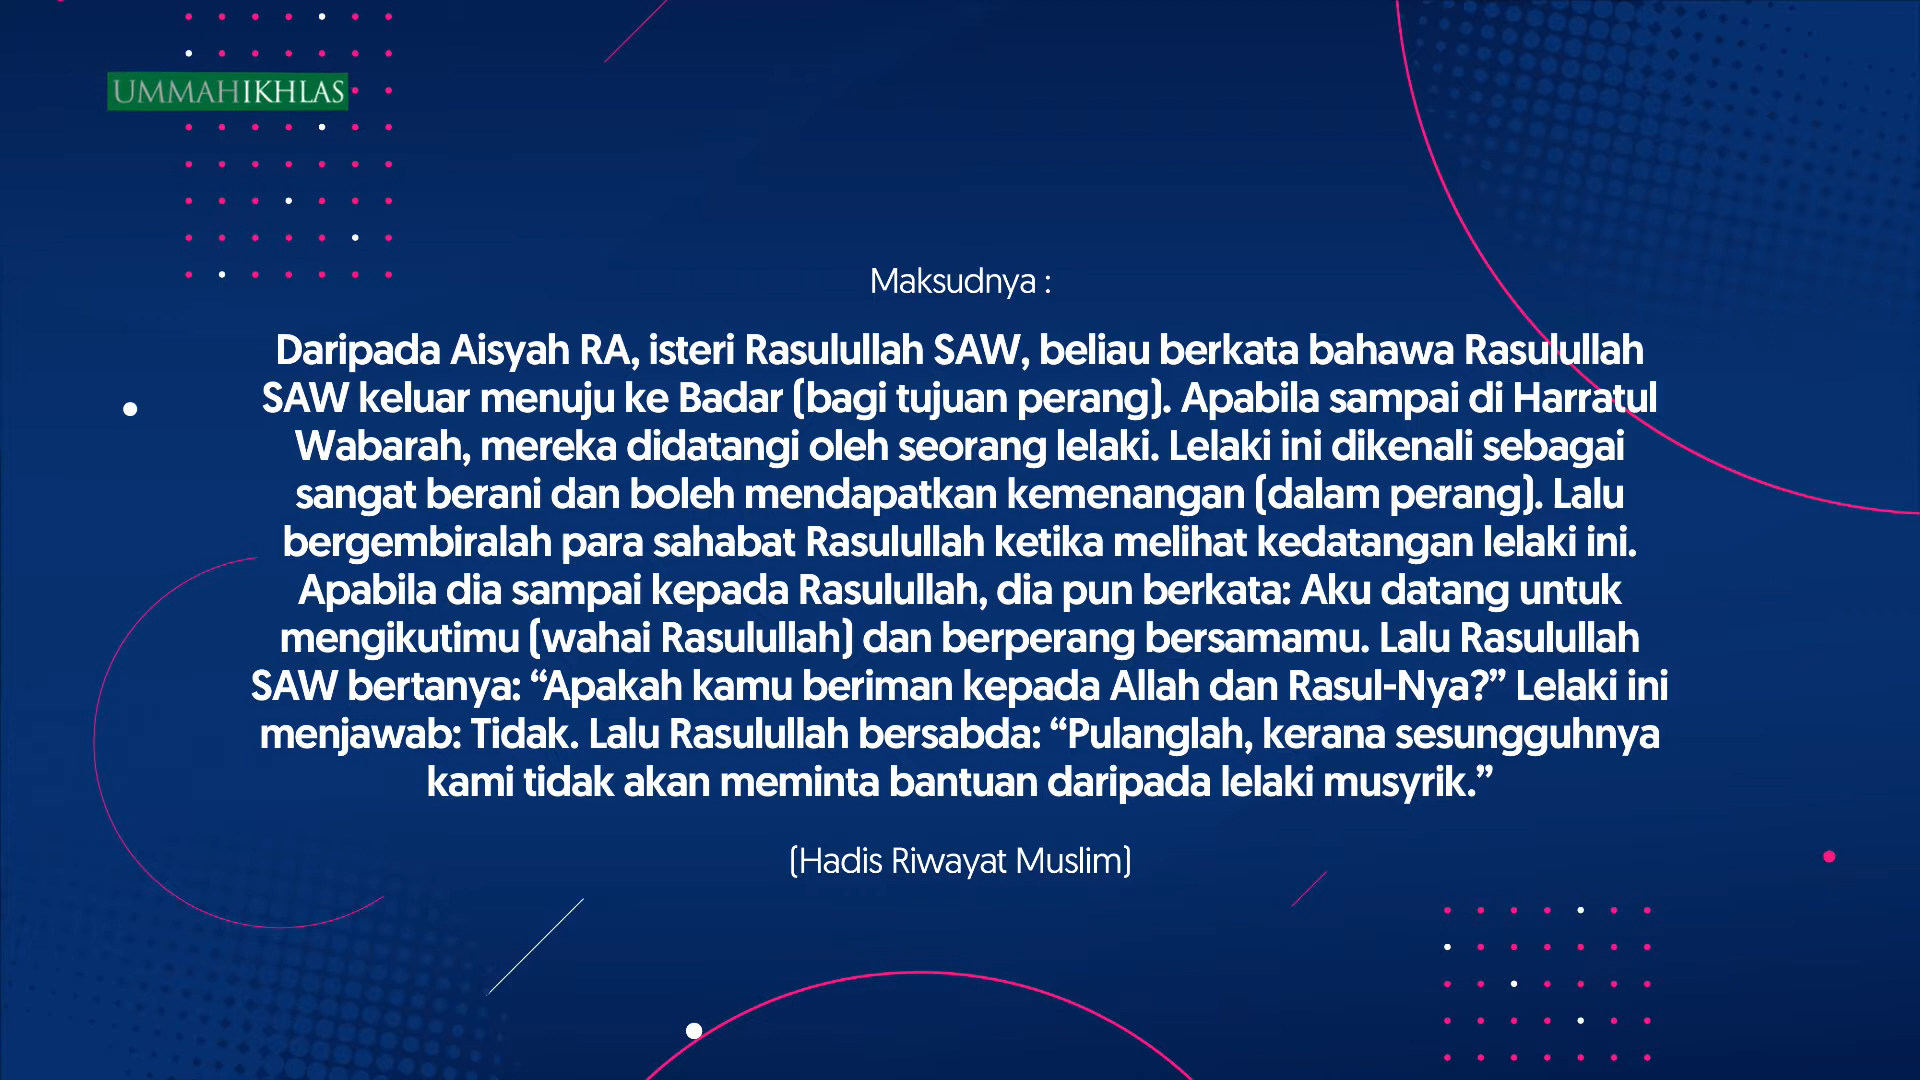 UMMAHIKHLAS
Maksudnya :
Daripada Aisyah RA, isteri Rasulullah SAW, beliau berkata bahawa Rasulullah
SAW keluar menuju ke Badar (bagi tujuan perang). Apabila sampai di Harratul
Wabarah, mereka didatangi oleh seorang lelaki. Lelaki ini dikenali sebagai
sangat berani dan boleh mendapatkan kemenangan (dalam perang). Lalu
bergembiralah para sahabat Rasulullah ketika melihat kedatangan lelaki ini.
Apabila dia sampai kepada Rasulullah, dia pun berkata: Aku datang untuk
mengikutimu (wahai Rasulullah) dan berperang bersamamu. Lalu Rasulullah
SAW bertanya: “Apakah kamu beriman kepada Allah dan Rasul-Nya?” Lelaki ini
menjawab: Tidak. Lalu Rasulullah bersabda: “Pulanglah, kerana sesungguhnya
kami tidak akan meminta bantuan daripada lelaki musyrik.”
(Hadis Riwayat Muslim)